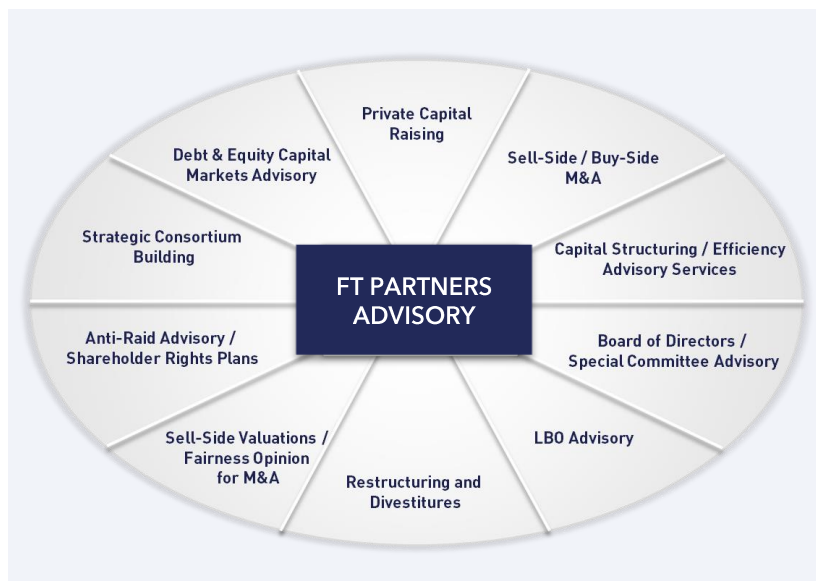 Private Capital
Raising
Sell-Side / Buy-Side
M&A
Capital Structuring / Efficiency
Advisory Services
Board of Directors /
Special Committee Advisory
LBO Advisory
Restructuring and
Divestitures
Sell-Side Valuations /
Fairness Opinion
for M&A
Anti-Raid Advisory /
Shareholder Rights Plans
Strategic Consortium
Building
Debt & Equity Capital
Markets Advisory
FT PARTNERS
ADVISORY